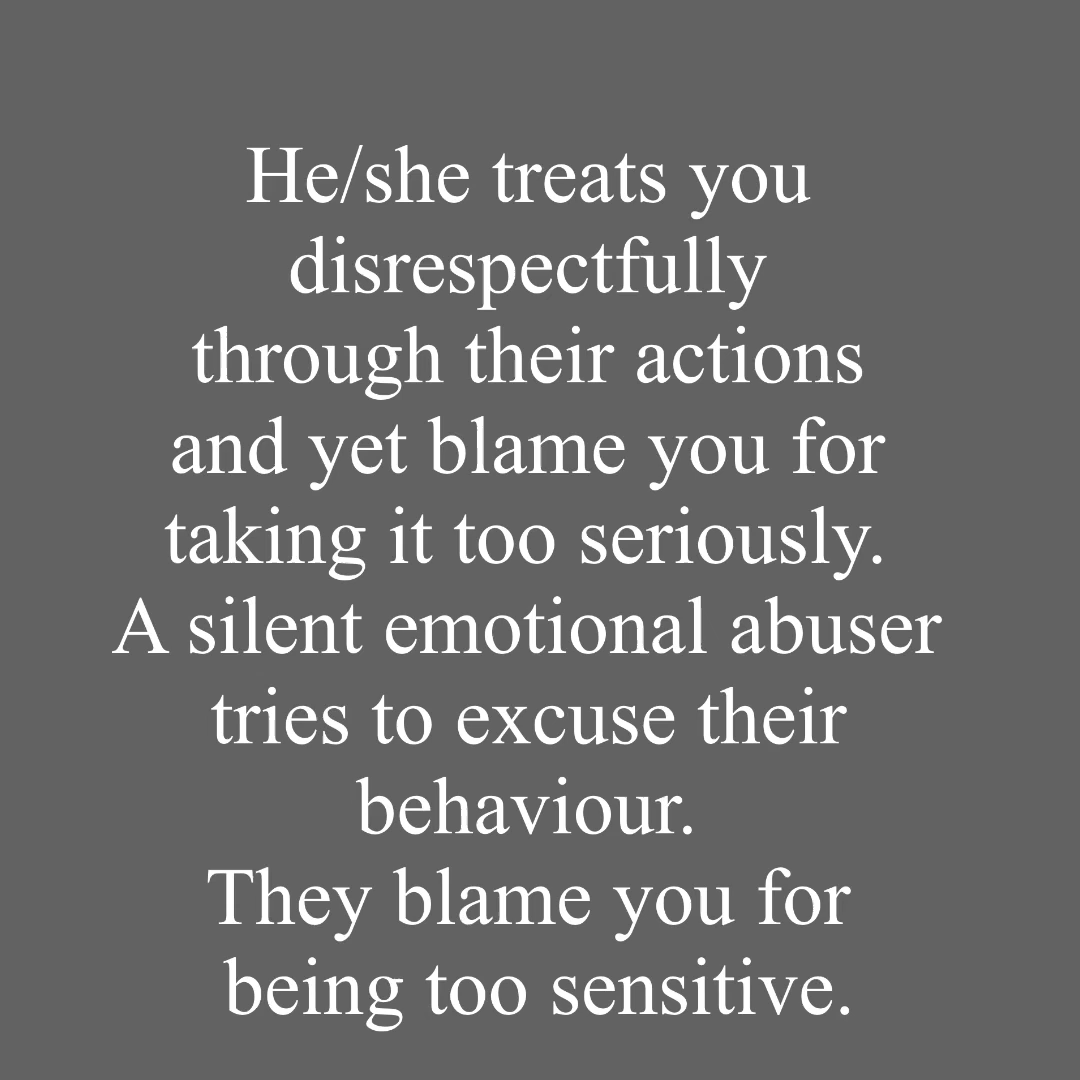 He/she treats you
disrespectfully
through their actions
and yet blame you for
taking it too seriously.
A silent emotional abuser
tries to excuse their
behaviour.
They blame you for
being too sensitive.